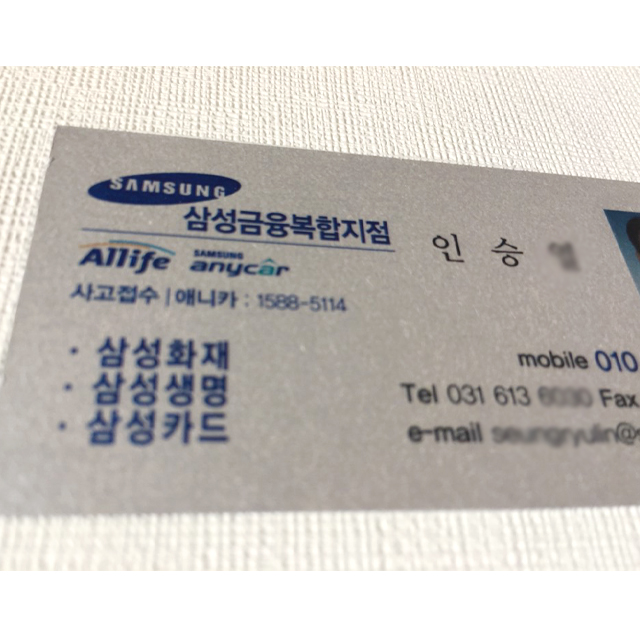 SAMSUNG
삼성금융복합지점
Allife SAMSUNG anycar
사고접수 | 애니카 : 1588-5114
· 삼성화재
· 삼성생명
· 삼성카드
인 승
mobile 010
Tel 031 613 Fax
e-mail